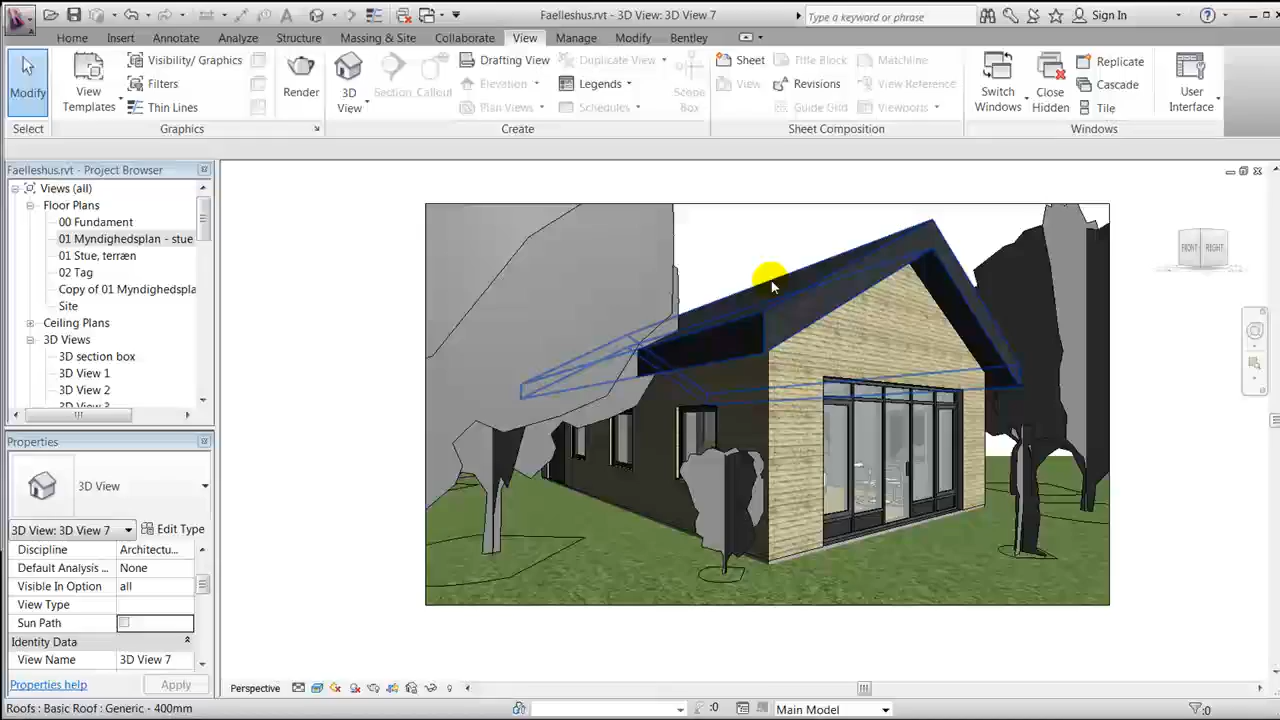 Faelleshus.rvt - 3D View: 3D View 7
Type a keyword or phrase
Sign In
Home Insert Annotate Analyze Structure Massing & Site Collaborate View Manage Modify Bentley
Modify
View Templates
Visibility/ Graphics
Filters
Thin Lines
Render
3D View
Section
Callout
Drafting View
Elevation
Plan Views
Duplicate View
Legends
Schedules
Scope Box
Sheet
View
Title Block
Revisions
Guide Grid
Matchline
View Reference
Viewports
Switch Windows
Close Hidden
Replicate
Cascade
Tile
User Interface
Select Graphics Create Sheet Composition Windows
Faelleshus.rvt - Project Browser
Views (all)
Floor Plans
00 Fundament
01 Myndighedsplan - stue
01 Stue, terræn
02 Tag
Copy of 01 Myndighedspla
Site
Ceiling Plans
3D Views
3D section box
3D View 1
3D View 2
Properties
3D View
3D View: 3D View 7
Edit Type
Discipline Architectu...
Default Analysis ... None
Visible In Option all
View Type
Sun Path
Identity Data
View Name 3D View 7
Properties help
Apply
FRONT RIGHT
Perspective
Roofs : Basic Roof : Generic - 400mm
:0
Main Model
:0